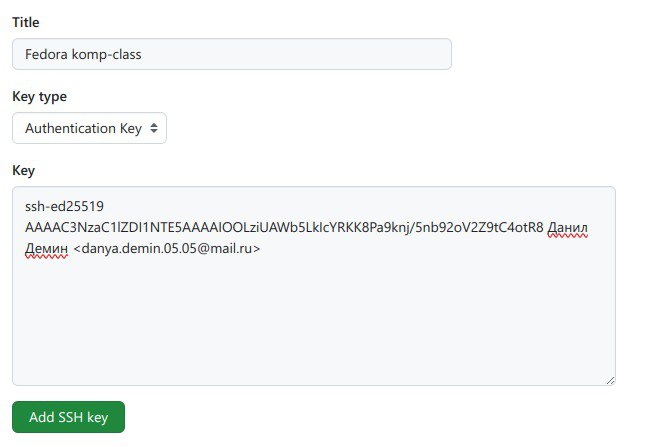 Title
Fedora komp-class
Key type
Authentication Key
Key
ssh-ed25519
AAAAC3NzaC1lZDI1NTE5AAAAIOOLziUAWb5LkIcYRKK8Pa9knj/5nb92oV2Z9tC4otR8 Данил
Демин <danya.demin.05.05@mail.ru>
Add SSH key